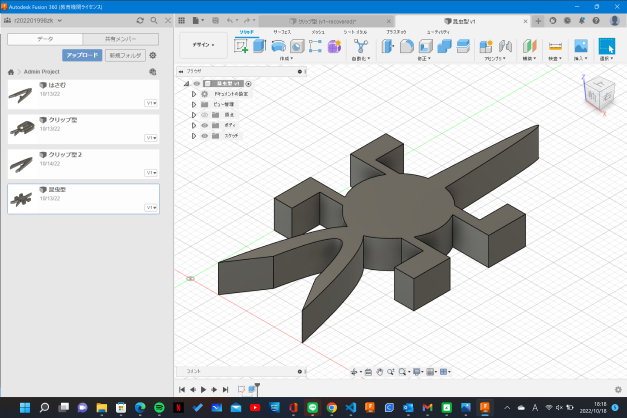 Autodesk Fusion 360 (教育機関ライセンス)
r202201998zk
クリップ型 (v1~recovered)*
昆虫型 v1
データ
共有メンバー
アップロード
新規フォルダ
Admin Project
はさむ
10/13/22
V1
クリップ型
10/13/22
V1
クリップ型２
10/14/22
V1
昆虫型
10/18/22
V1
デザイン
ソリッド
サーフェス
メッシュ
シート メタル
プラスチック
ユーティリティ
作成
自動化
修正
アセンブリ
構築
検査
挿入
選択
ブラウザ
昆虫型 v1
ドキュメントの設定
ビュー管理
原点
ボディ
スケッチ
Z
X
コメント
A
18:18
2022/10/18